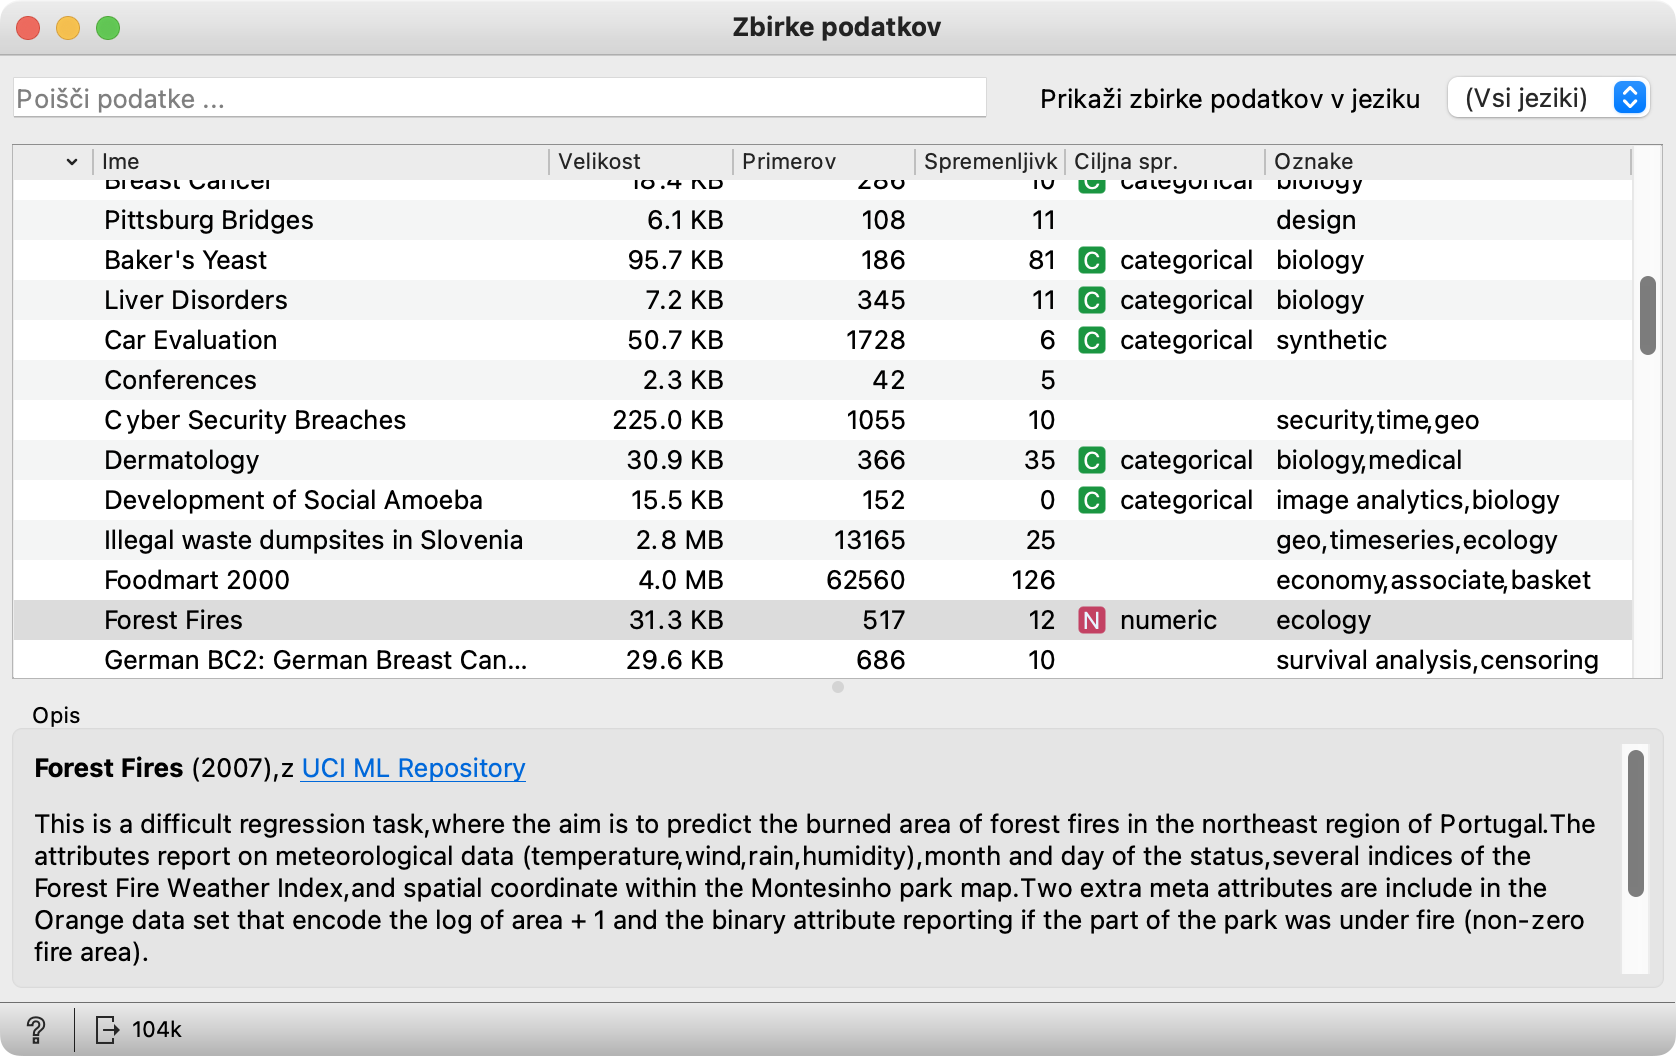 Zbirke podatkov
Poišči podatke ...
Prikaži zbirke podatkov v jeziku (Vsi jeziki)
Ime Velikost Primerov Spremenljivk Ciljna spr. Oznake
Breast Cancer 18.4 KB 286 10 C categorical biology
Pittsburg Bridges 6.1 KB 108 11 design
Baker's Yeast 95.7 KB 186 81 C categorical biology
Liver Disorders 7.2 KB 345 11 C categorical biology
Car Evaluation 50.7 KB 1728 6 C categorical synthetic
Conferences 2.3 KB 42 5
Cyber Security Breaches 225.0 KB 1055 10 security,time,geo
Dermatology 30.9 KB 366 35 C categorical biology,medical
Development of Social Amoeba 15.5 KB 152 0 C categorical image analytics,biology
Illegal waste dumpsites in Slovenia 2.8 MB 13165 25 geo,timeseries,ecology
Foodmart 2000 4.0 MB 62560 126 economy,associate,basket
Forest Fires 31.3 KB 517 12 N numeric ecology
German BC2: German Breast Can... 29.6 KB 686 10 survival analysis,censoring
Opis
Forest Fires (2007),z UCI ML Repository
This is a difficult regression task,where the aim is to predict the burned area of forest fires in the northeast region of Portugal.The
attributes report on meteorological data (temperature,wind,rain,humidity),month and day of the status,several indices of the
Forest Fire Weather Index,and spatial coordinate within the Montesinho park map.Two extra meta attributes are include in the
Orange data set that encode the log of area + 1 and the binary attribute reporting if the part of the park was under fire (non-zero
fire area).
? 104k